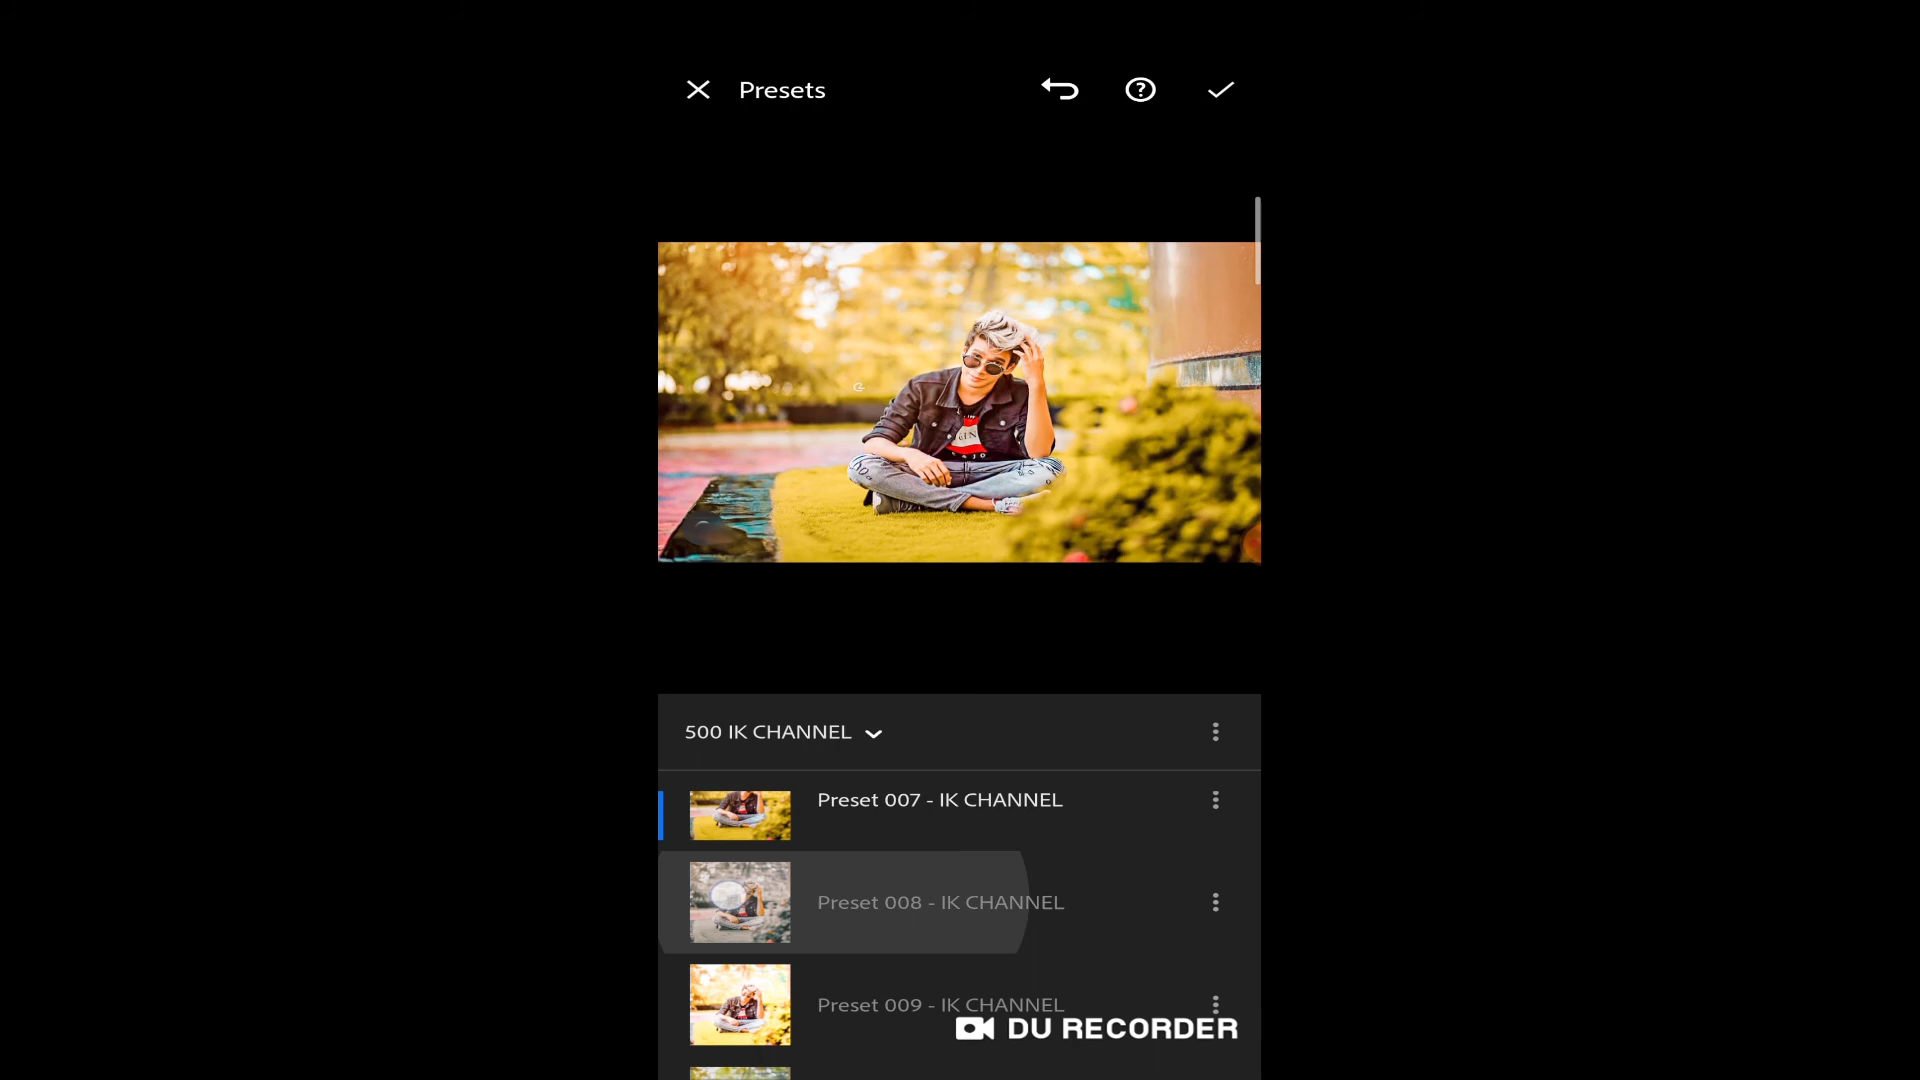 Presets
500 IK CHANNEL
Preset 007 - IK CHANNEL
Preset 008 - IK CHANNEL
Preset 009 - IK CHANNEL
DU RECORDER